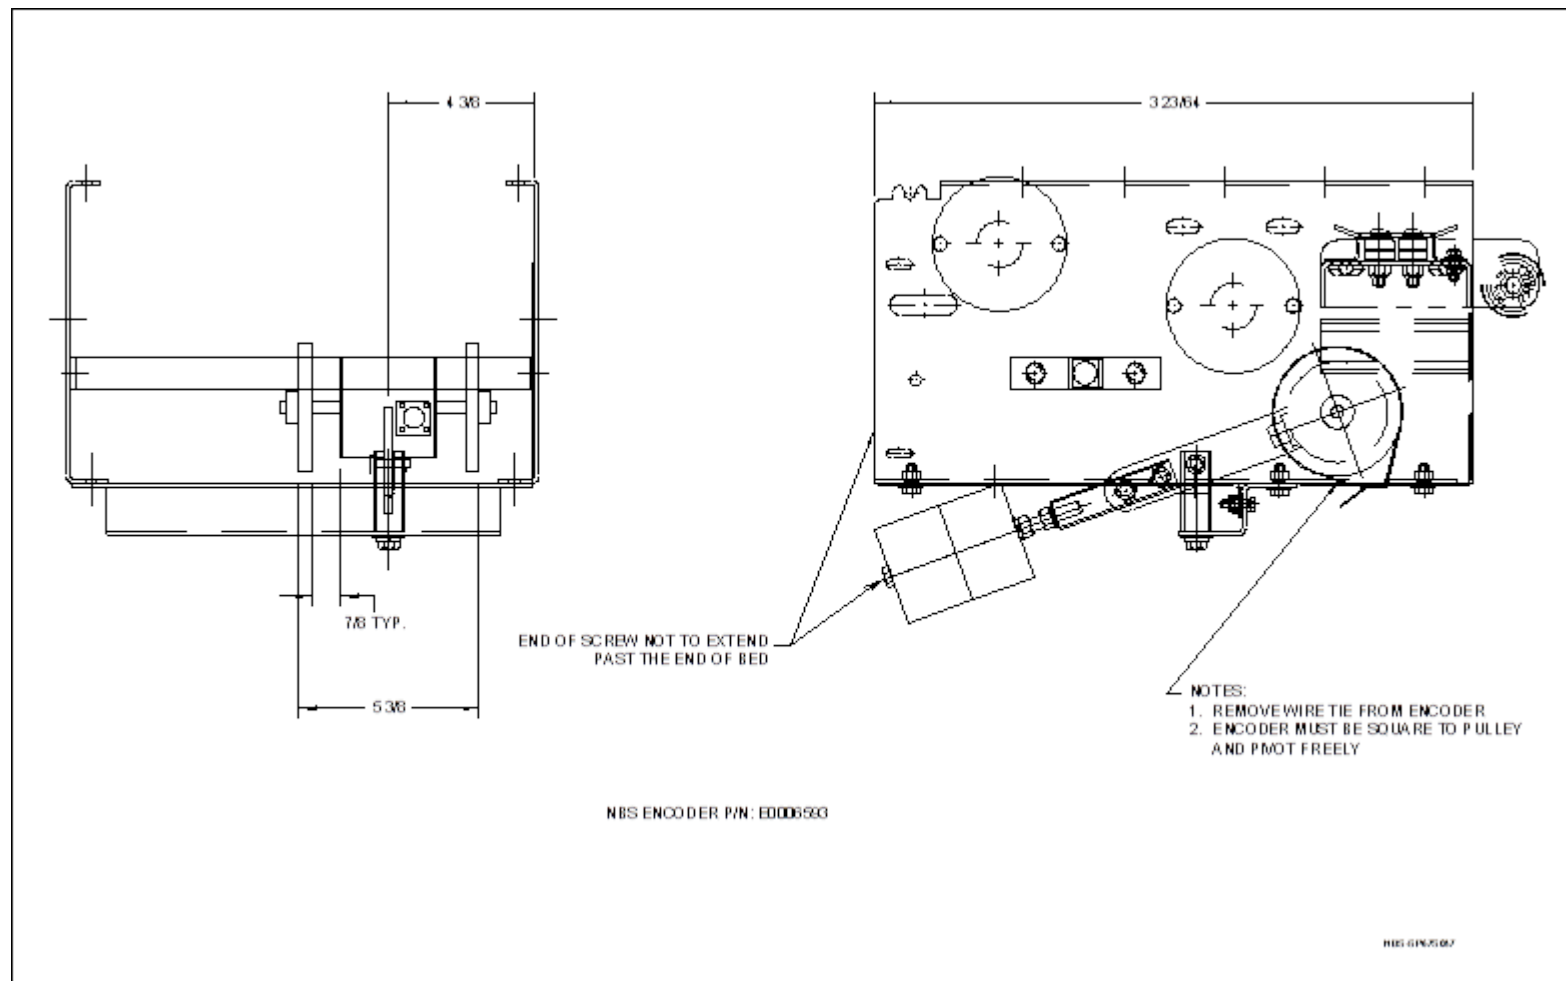 4 3/8
3 23/64
7/8 TYP.
END OF SCREW NOT TO EXTEND
PAST THE END OF BED
5 3/8
NOTES:
1. REMOVE WIRE TIE FROM ENCODER
2. ENCODER MUST BE SQUARE TO PULLEY
AND PIVOT FREELY
NBS ENCODER P/N: E0006593